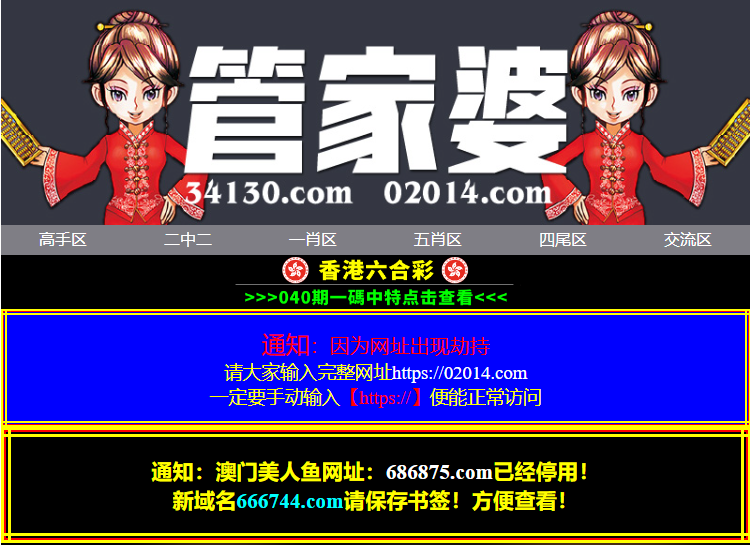 管家婆
34130.com 02014.com
高手区 二中二 一肖区 五肖区 四尾区 交流区
香港六合彩
>>>040期一碼中特点击查看<<<
通知：因为网址出现劫持
请大家输入完整网址https://02014.com
一定要手动输入【https://】便能正常访问
通知：澳门美人鱼网址：686875.com已经停用！
新域名666744.com请保存书签！方便查看！